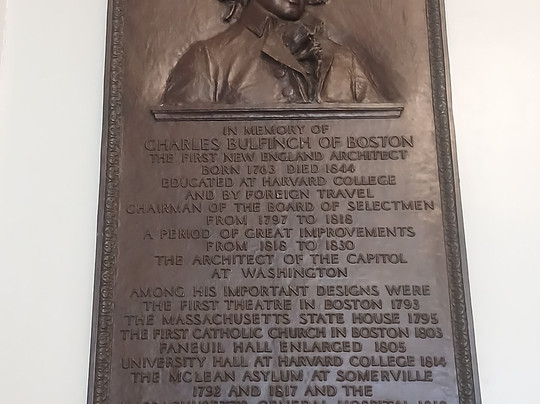 IN MEMORY OF
CHARLES BULFINCH OF BOSTON
THE FIRST NEW ENGLAND ARCHITECT
BORN 1763 DIED 1844
EDUCATED AT HARVARD COLLEGE
AND BY FOREIGN TRAVEL
CHAIRMAN OF THE BOARD OF SELECTMEN
FROM 1797 TO 1818
A PERIOD OF GREAT IMPROVEMENTS
FROM 1818 TO 1830
THE ARCHITECT OF THE CAPITOL
AT WASHINGTON
AMONG HIS IMPORTANT DESIGNS WERE
THE FIRST THEATRE IN BOSTON 1793
THE MASSACHUSETTS STATE HOUSE 1795
THE FIRST CATHOLIC CHURCH IN BOSTON 1803
FANEUIL HALL ENLARGED 1805
UNIVERSITY HALL AT HARVARD COLLEGE 1814
THE MCLEAN ASYLUM AT SOMERVILLE
1792 AND 1817 AND THE
GENERAL HOSPITAL